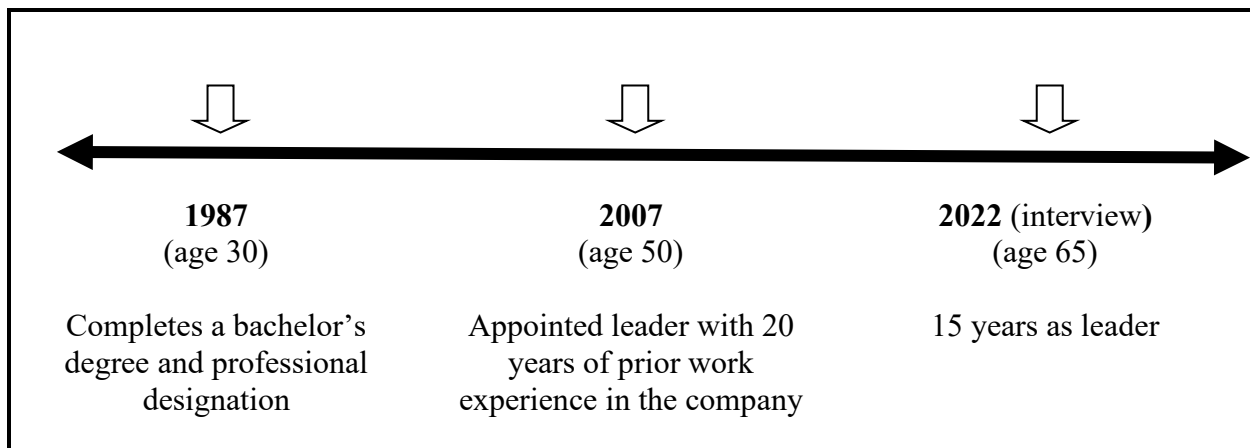 1987
(age 30)
Completes a bachelor’s
degree and professional
designation
2007
(age 50)
Appointed leader with 20
years of prior work
experience in the company
2022 (interview)
(age 65)
15 years as leader